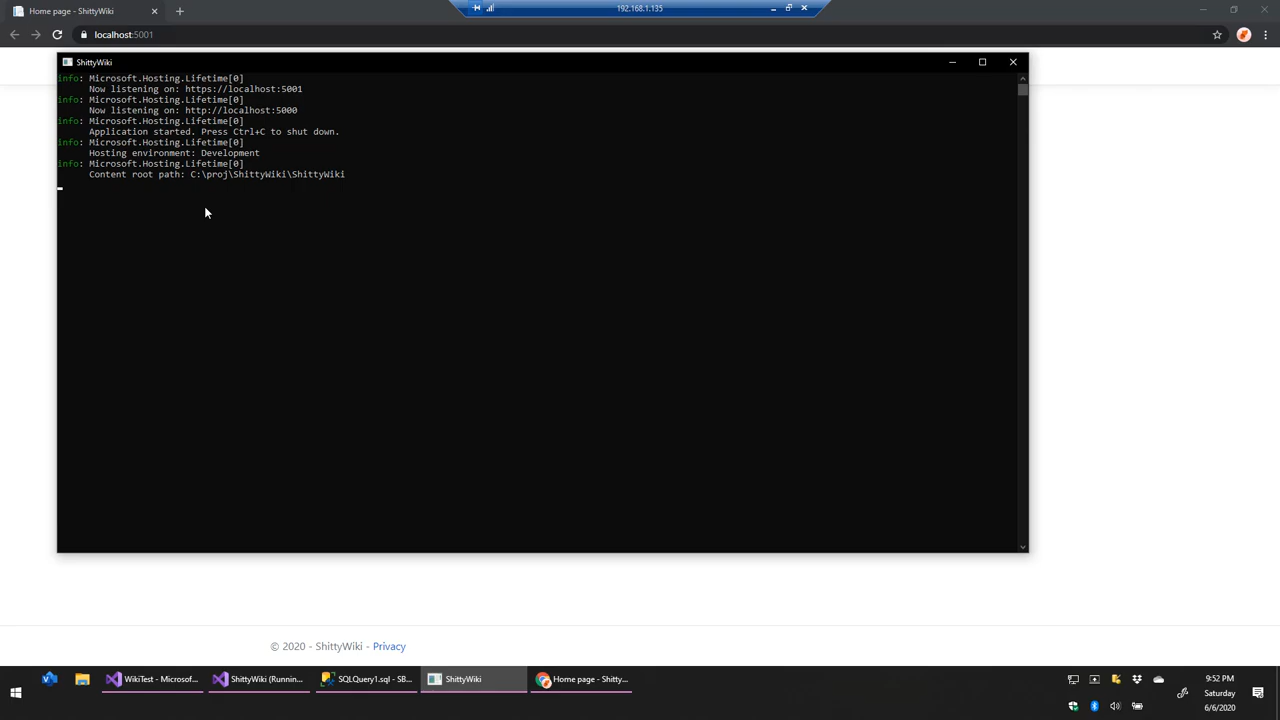 Home page - ShittyWiki
192.168.1.135
localhost:5001
ShittyWiki
info: Microsoft.Hosting.Lifetime[0]
Now listening on: https://localhost:5001
info: Microsoft.Hosting.Lifetime[0]
Now listening on: http://localhost:5000
info: Microsoft.Hosting.Lifetime[0]
Application started. Press Ctrl+C to shut down.
info: Microsoft.Hosting.Lifetime[0]
Hosting environment: Development
info: Microsoft.Hosting.Lifetime[0]
Content root path: C:\proj\ShittyWiki\ShittyWiki
© 2020 - ShittyWiki - Privacy
WikiTest - Microsof...
ShittyWiki (Runnin...
SQLQuery1.sql - SB...
ShittyWiki
Home page - Shitty...
9:52 PM
Saturday
6/6/2020